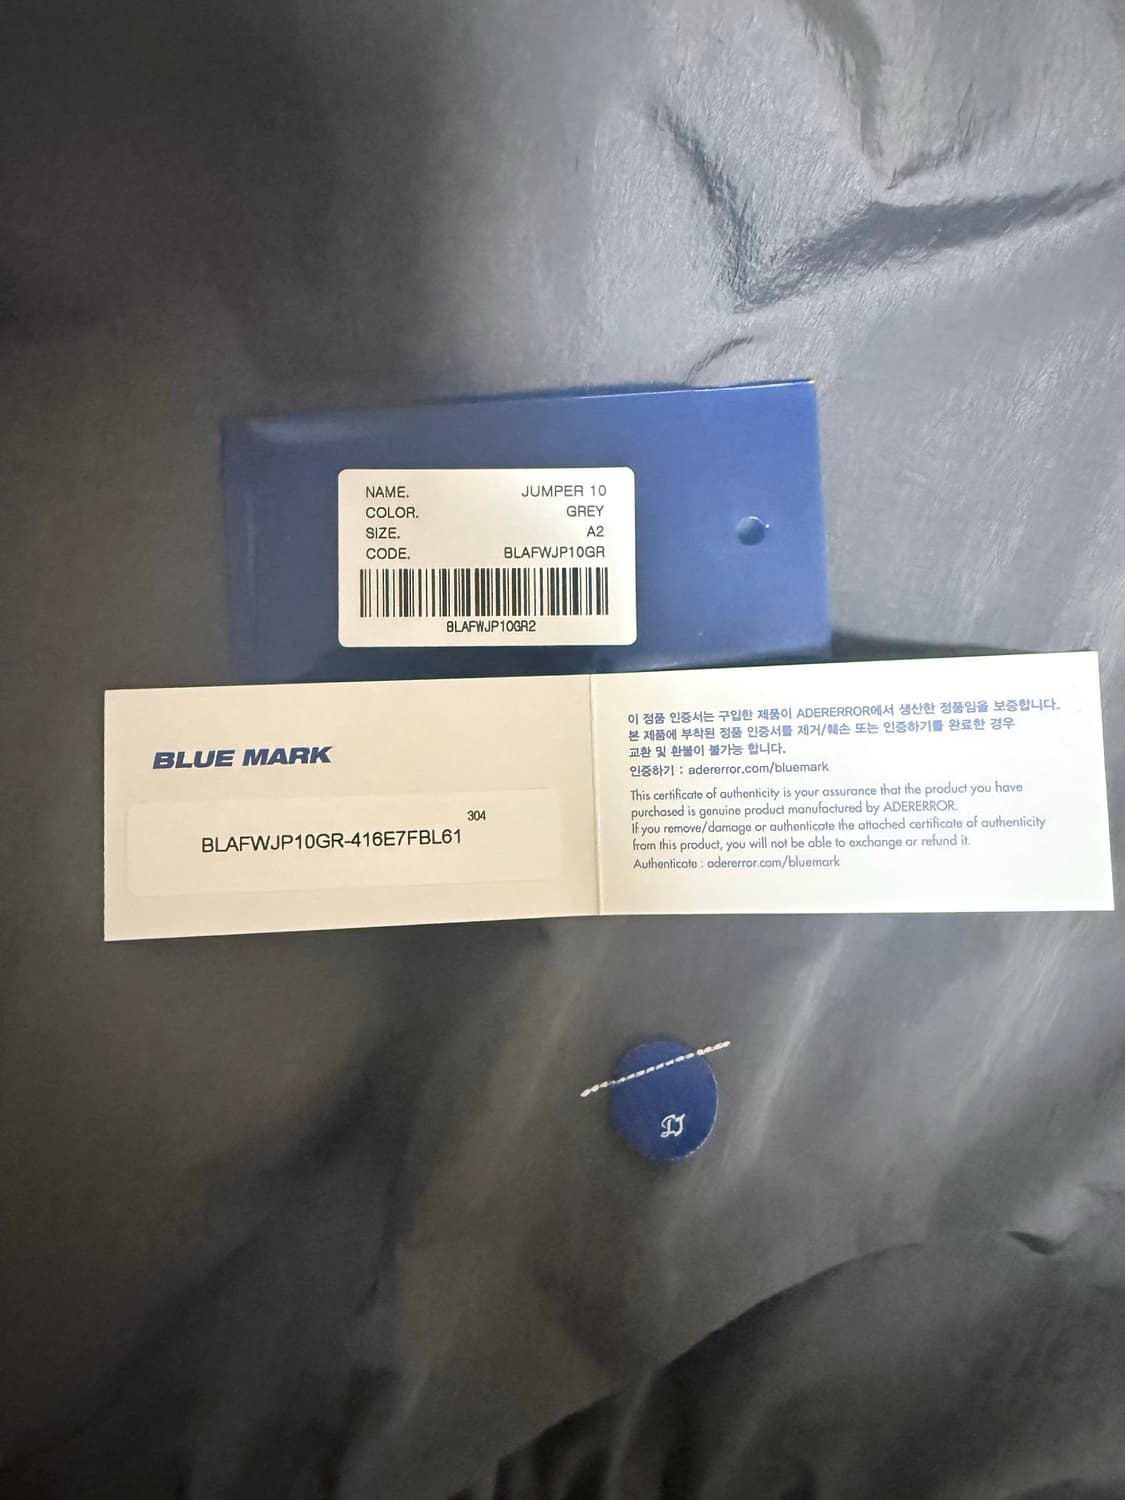 NAME. JUMPER 10
COLOR. GREY
SIZE. A2
CODE. BLAFWJP10GR
BLAFWJP10GR2
BLUE MARK
304
BLAFWJP10GR-416E7FBL61
이 정품 인증서는 구입한 제품이 ADERERROR에서 생산한 정품임을 보증합니다.
본 제품에 부착된 정품 인증서를 제거/훼손 또는 인증하기를 완료한 경우
교환 및 환불이 불가능 합니다.
인증하기 : adererror.com/bluemark
This certificate of authenticity is your assurance that the product you have
purchased is genuine product manufactured by ADERERROR.
If you remove/damage or authenticate the attached certificate of authenticity
from this product, you will not be able to exchange or refund it.
Authenticate : adererror.com/bluemark